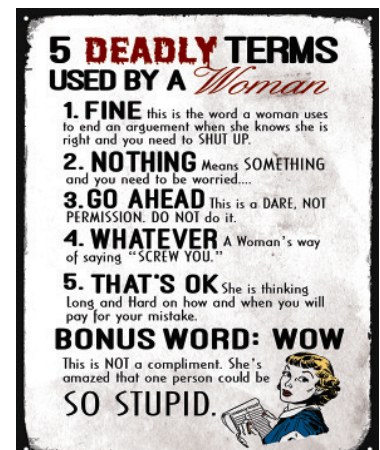 5 DEADLY TERMS
USED BY A Woman
1. FINE this is the word a woman uses
to end an arguement when she knows she is
right and you need to SHUT UP.
2. NOTHING Means SOMETHING
and you need to be worried....
3. GO AHEAD This is a DARE, NOT
PERMISSION. DO NOT do it.
4. WHATEVER A Woman's way
of saying "SCREW YOU."
5. THAT'S OK She is thinking
Long and Hard on how and when you will
pay for your mistake.
BONUS WORD: WOW
This is NOT a compliment. She's
amazed that one person could be
SO STUPID.